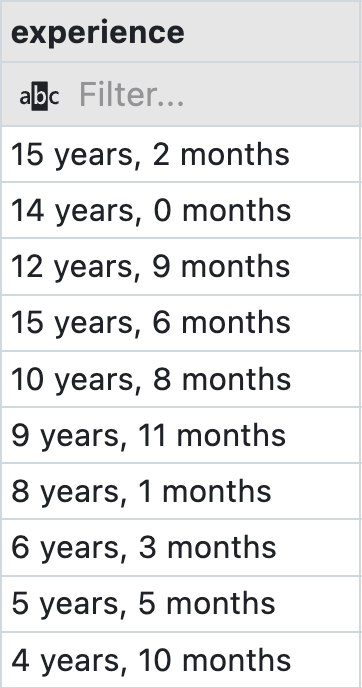 experience
abc Filter...
15 years, 2 months
14 years, 0 months
12 years, 9 months
15 years, 6 months
10 years, 8 months
9 years, 11 months
8 years, 1 months
6 years, 3 months
5 years, 5 months
4 years, 10 months